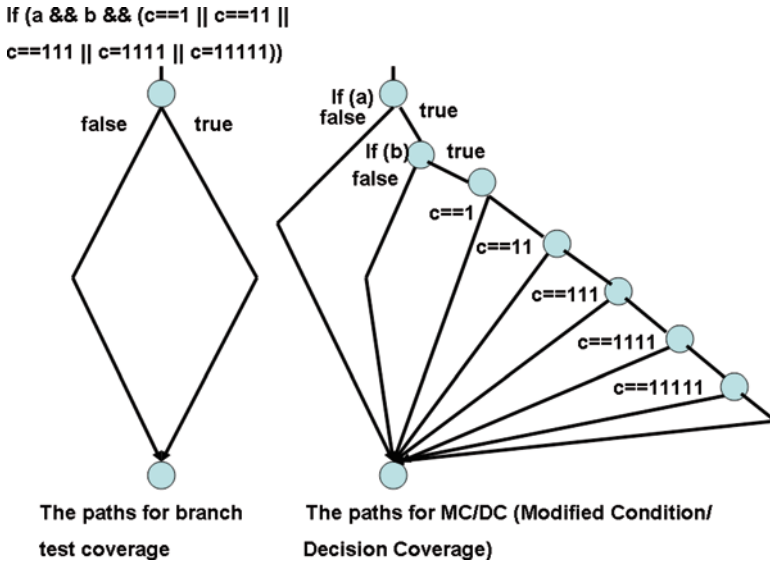 If (a && b && (c==1 || c==11 ||
c==111 || c=1111 || c=11111))
false
true
If (a)
false
true
If (b)
true
false
c==1
c==11
c==111
c==1111
c==11111
The paths for branch
test coverage
The paths for MC/DC (Modified Condition/
Decision Coverage)